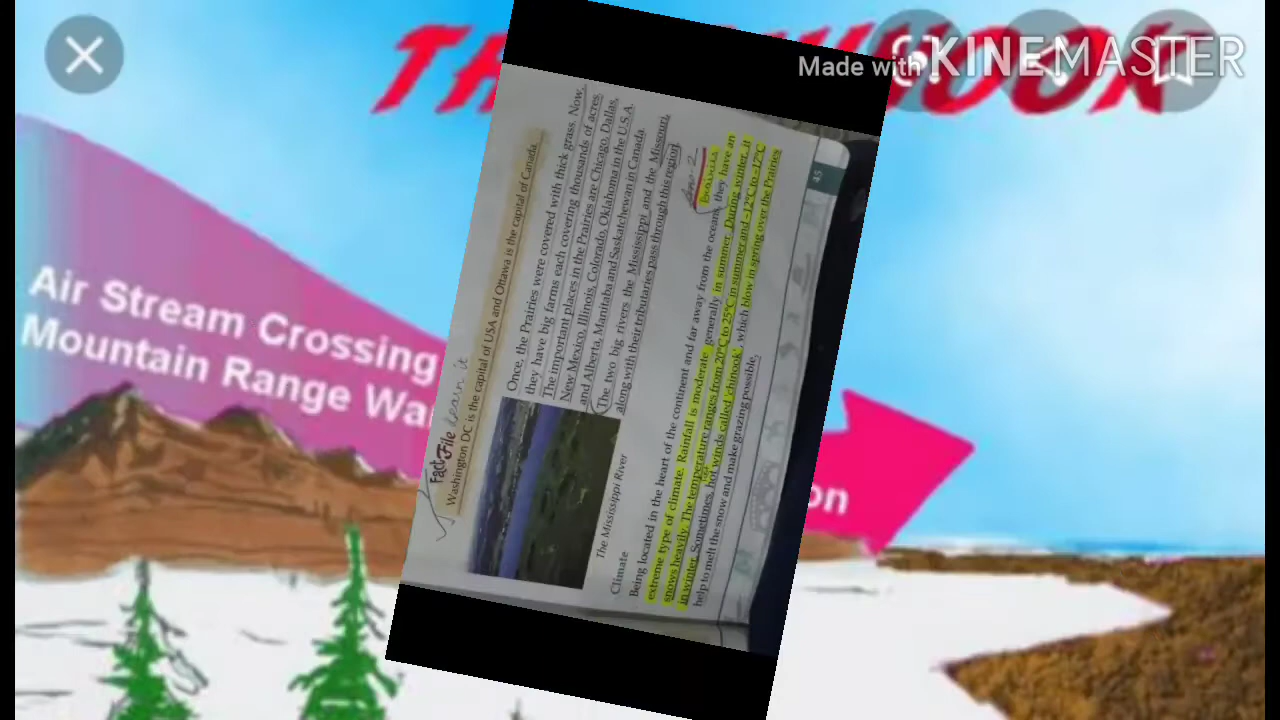 Made with KINEMASTER
Air Stream Crossing
Mountain Range Wa
on
Fact File Learn it
Washington DC is the capital of USA and Ottawa is the capital of Canada.
Once, the Prairies were covered with thick grass. Now,
they have big farms each covering thousands of acres.
The important places in the Prairies are Chicago, Dallas,
New Mexico, Illinois, Colorado, Oklahoma in the U.S.A.
and Alberta, Manitaba and Saskatchewan in Canada.
The two big rivers, the Mississippi and the Missouri,
along with their tributaries pass through this region.
The Mississippi River
Climate
Being located in the heart of the continent and far away from the ocean, they have an
extreme type of climate. Rainfall is moderate generally in summer. During winter, it
snows heavily. The temperature ranges from 20°C to 25°C in summer and –12°C to –17°C
in winter. Sometimes, hot winds called 'chinook', which blow in spring over the Prairies
help to melt the snow and make grazing possible.
45